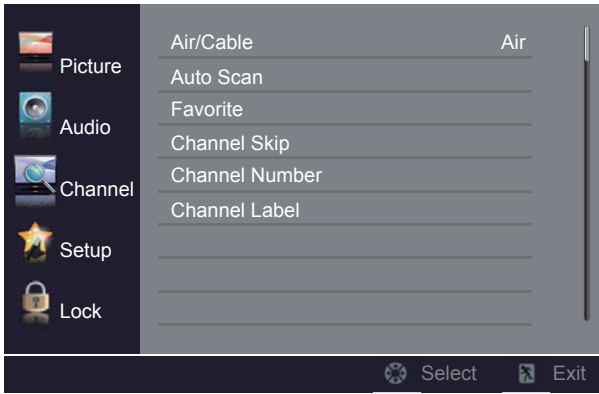 Picture
Audio
Channel
Setup
Lock
Air/Cable Air
Auto Scan
Favorite
Channel Skip
Channel Number
Channel Label
Select Exit